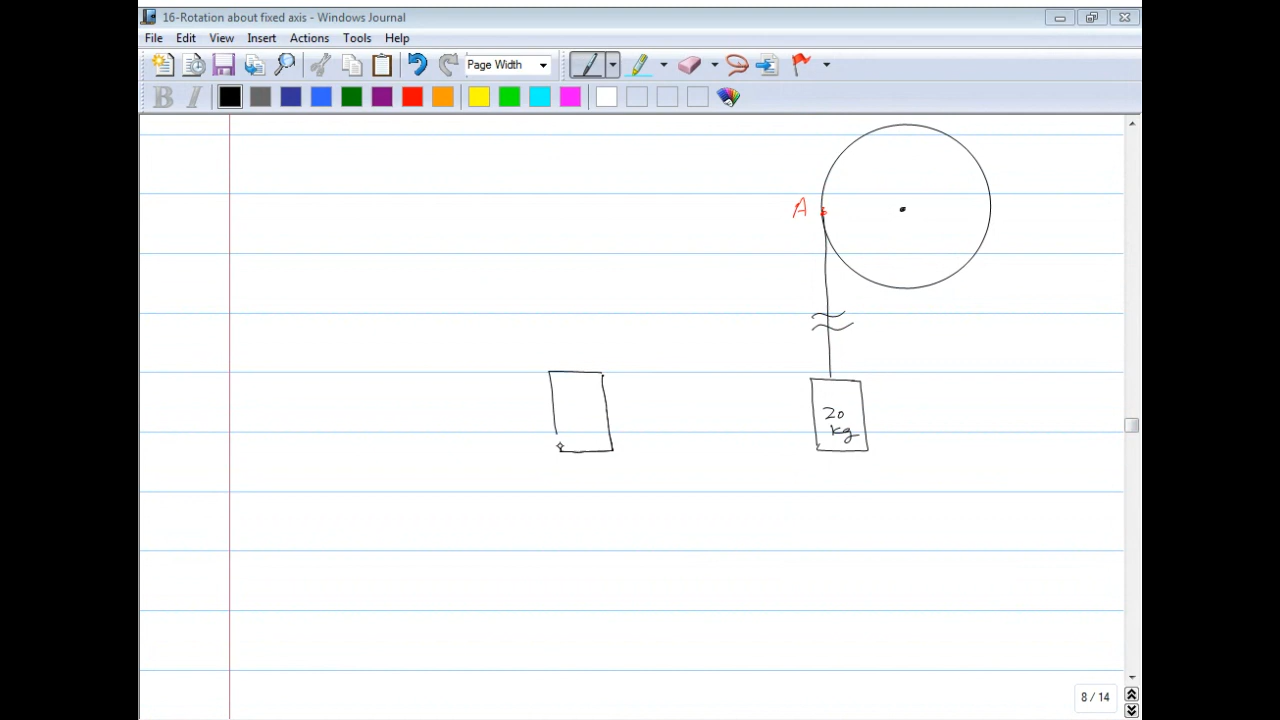 16-Rotation about fixed axis - Windows Journal
File Edit View Insert Actions Tools Help
Page Width
B I
A
20
kg
8 / 14